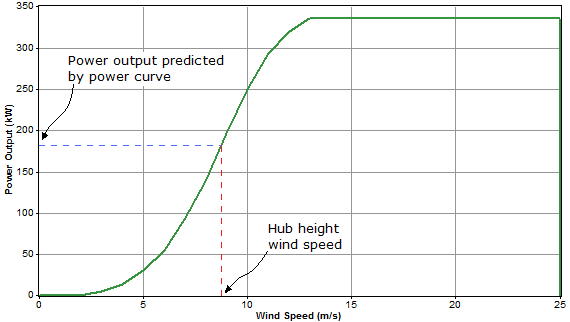 350
300
250
200
150
100
50
0
Power Output (kW)
Power output predicted
by power curve
Hub height
wind speed
0
5
10
15
20
25
Wind Speed (m/s)